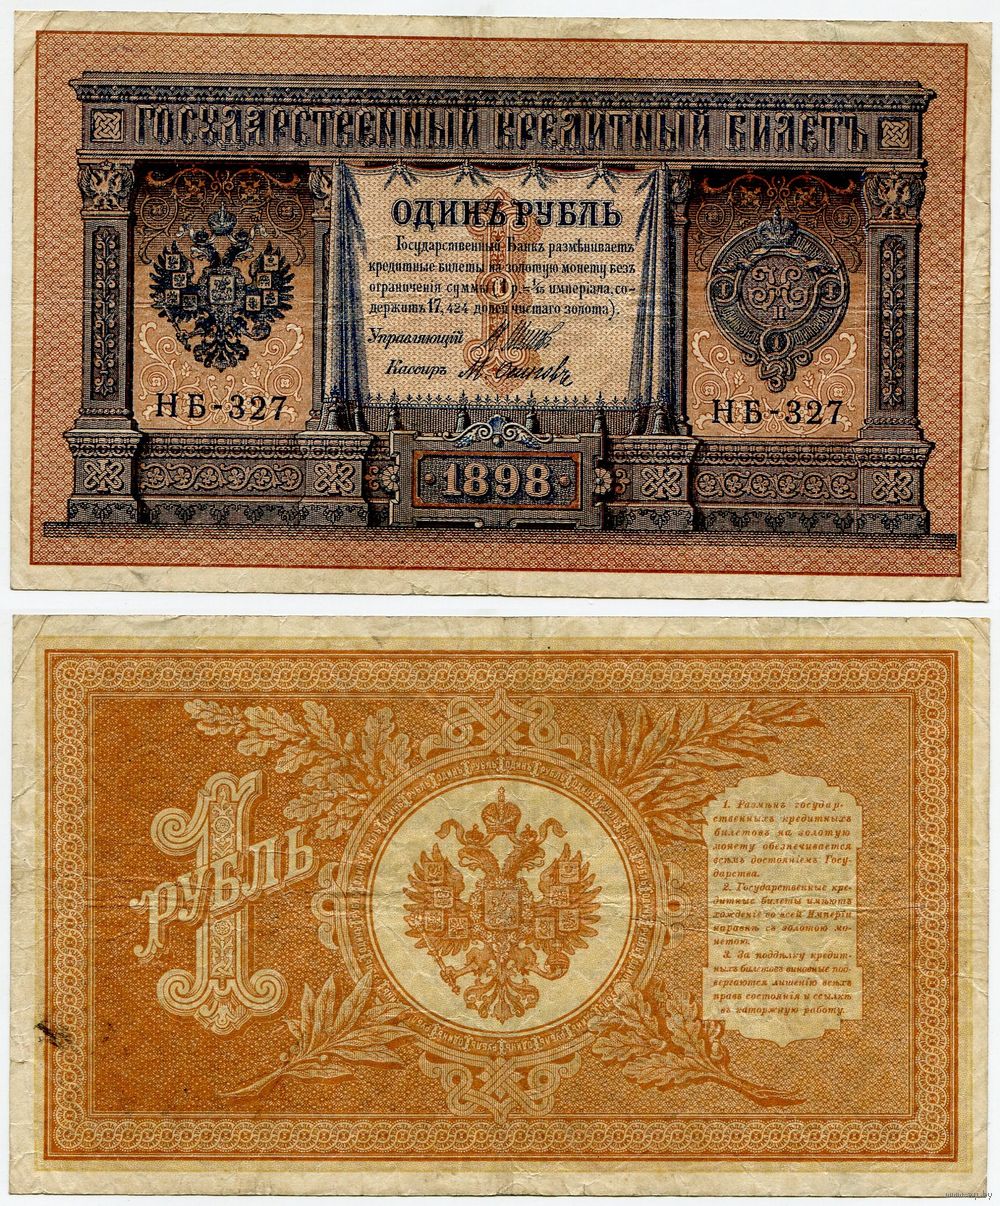 ГОСУДАРСТВЕННЫЙ КРЕДИТНЫЙ БИЛЕТЪ
ОДИНЪ РУБЛЬ
Государственный Банкъ размѣниваетъ
кредитные билеты на золотую монету безъ
ограниченія суммы (1 р. = 1/15 имперіала, со-
держитъ 17,424 долей чистаго золота).
Управляющій
Кассиръ
НБ-327
НБ-327
1898
1
РУБЛЬ
1. Размѣнъ государ-
ственныхъ кредитныхъ
билетовъ на золотую
монету обезпечивается
всѣмъ достояніемъ Госу-
дарства.
2. Государственные кре-
дитные билеты имѣютъ
хожденіе во всей Имперіи
наравнѣ съ золотою мо-
нетою.
3. За поддѣлку кредит-
ныхъ билетовъ виновные под-
вергаются лишенію всѣхъ
правъ состоянія и ссылкѣ
въ каторжную работу.